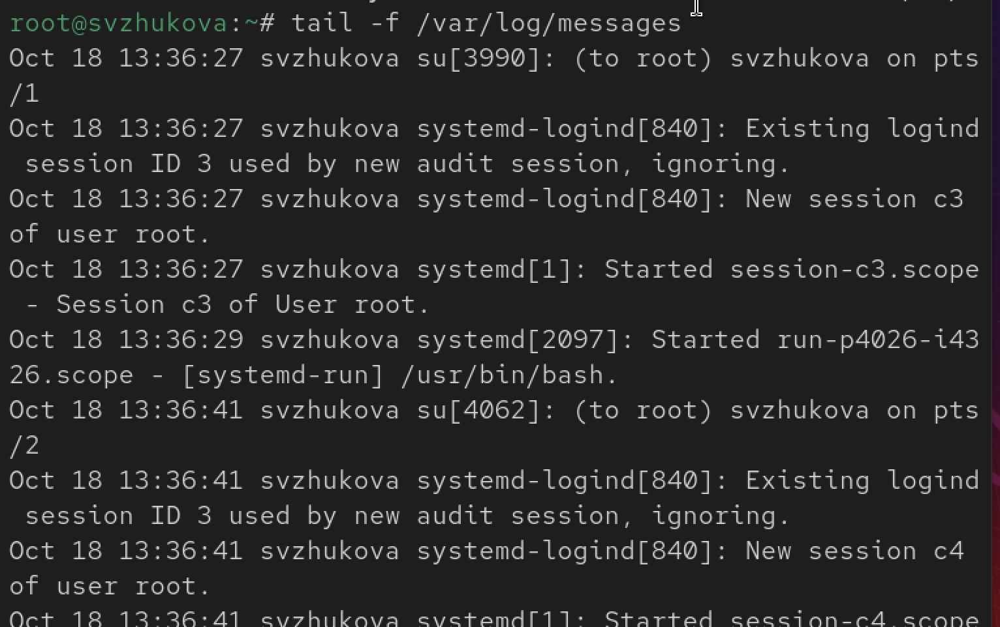 root@svzhukova:~# tail -f /var/log/messages
Oct 18 13:36:27 svzhukova su[3990]: (to root) svzhukova on pts
/1
Oct 18 13:36:27 svzhukova systemd-logind[840]: Existing logind
 session ID 3 used by new audit session, ignoring.
Oct 18 13:36:27 svzhukova systemd-logind[840]: New session c3
of user root.
Oct 18 13:36:27 svzhukova systemd[1]: Started session-c3.scope
 - Session c3 of User root.
Oct 18 13:36:29 svzhukova systemd[2097]: Started run-p4026-i43
26.scope - [systemd-run] /usr/bin/bash.
Oct 18 13:36:41 svzhukova su[4062]: (to root) svzhukova on pts
/2
Oct 18 13:36:41 svzhukova systemd-logind[840]: Existing logind
 session ID 3 used by new audit session, ignoring.
Oct 18 13:36:41 svzhukova systemd-logind[840]: New session c4
of user root.
Oct 18 13:36:41 svzhukova systemd[1]: Started session-c4.scope